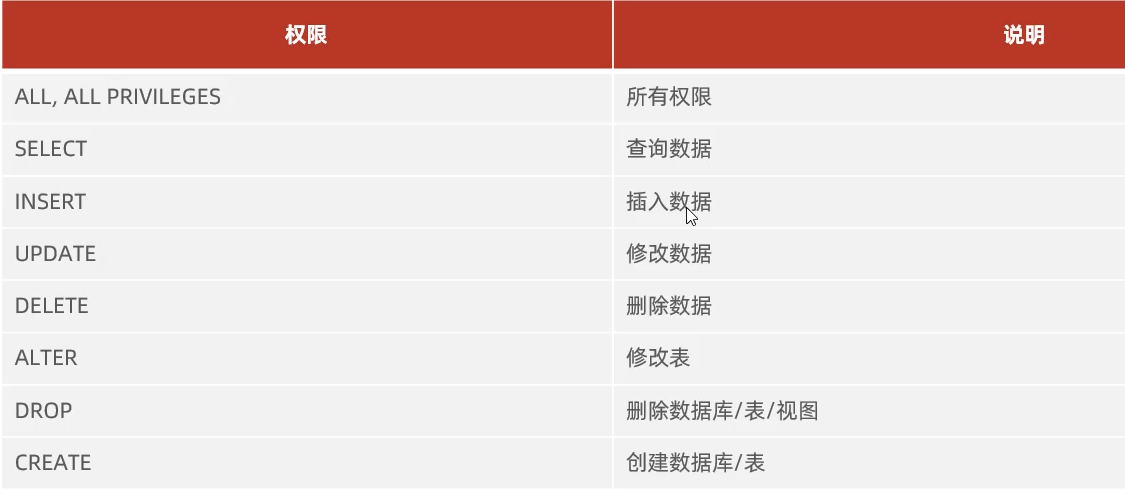 权限 说明
ALL, ALL PRIVILEGES 所有权限
SELECT 查询数据
INSERT 插入数据
UPDATE 修改数据
DELETE 删除数据
ALTER 修改表
DROP 删除数据库/表/视图
CREATE 创建数据库/表